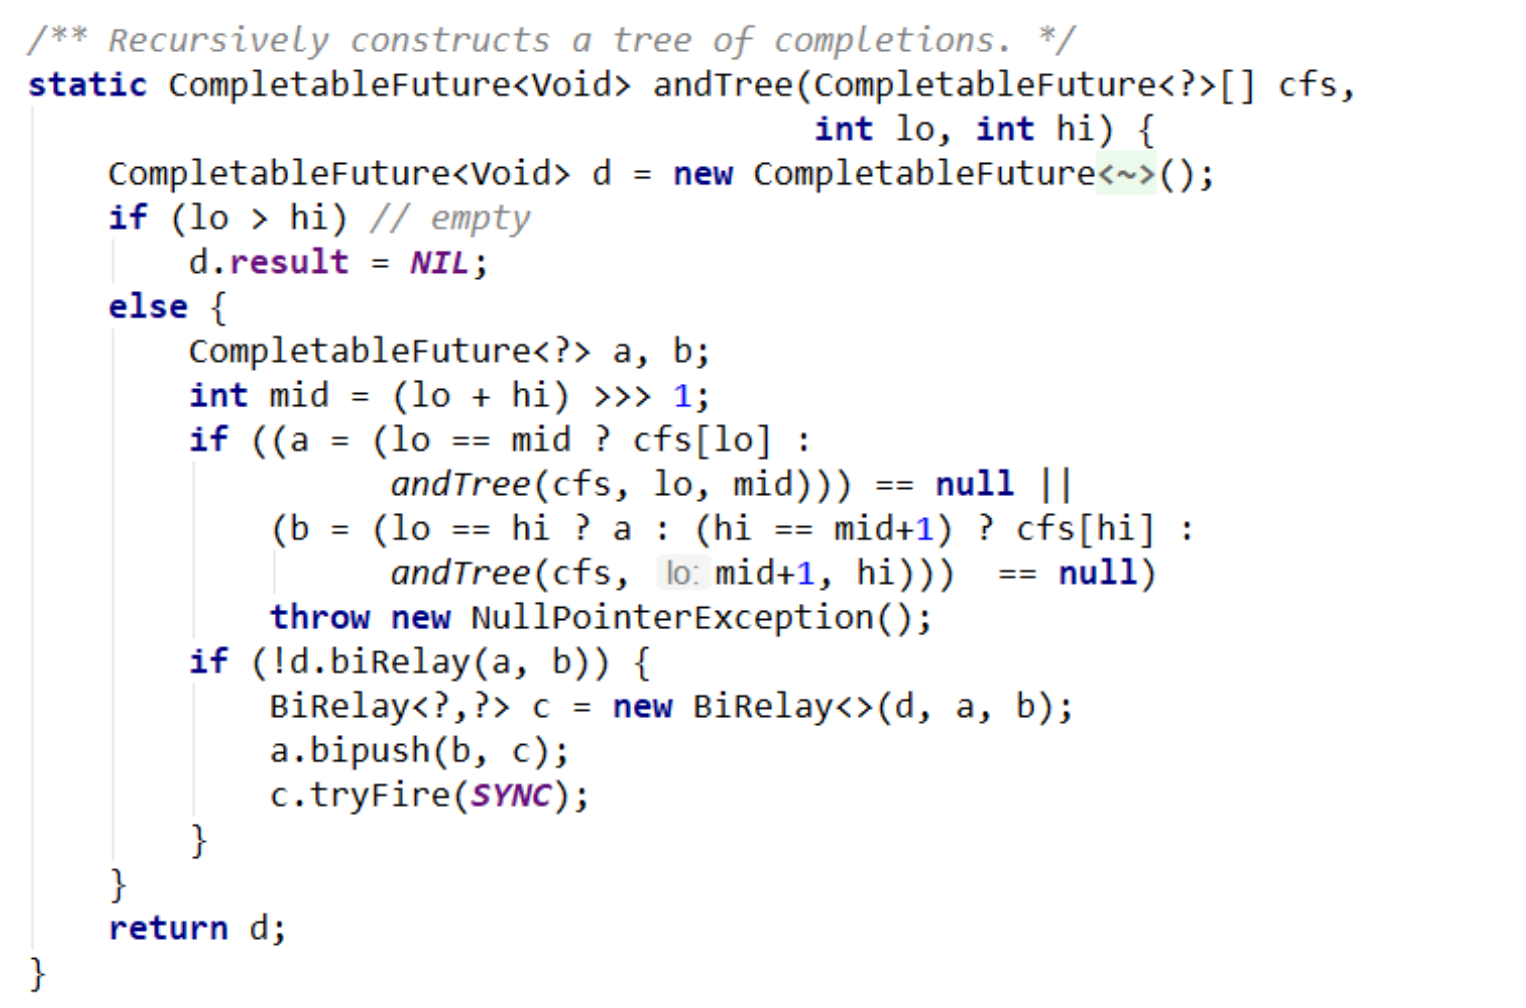 /** Recursively constructs a tree of completions. */
static CompletableFuture<Void> andTree(CompletableFuture<?>[] cfs,
                                       int lo, int hi) {
    CompletableFuture<Void> d = new CompletableFuture<~>();
    if (lo > hi) // empty
        d.result = NIL;
    else {
        CompletableFuture<?> a, b;
        int mid = (lo + hi) >>> 1;
        if ((a = (lo == mid ? cfs[lo] :
                  andTree(cfs, lo, mid))) == null ||
            (b = (lo == hi ? a : (hi == mid+1) ? cfs[hi] :
                  andTree(cfs, lo: mid+1, hi)))  == null)
            throw new NullPointerException();
        if (!d.biRelay(a, b)) {
            BiRelay<?,?> c = new BiRelay<>(d, a, b);
            a.bipush(b, c);
            c.tryFire(SYNC);
        }
    }
    return d;
}